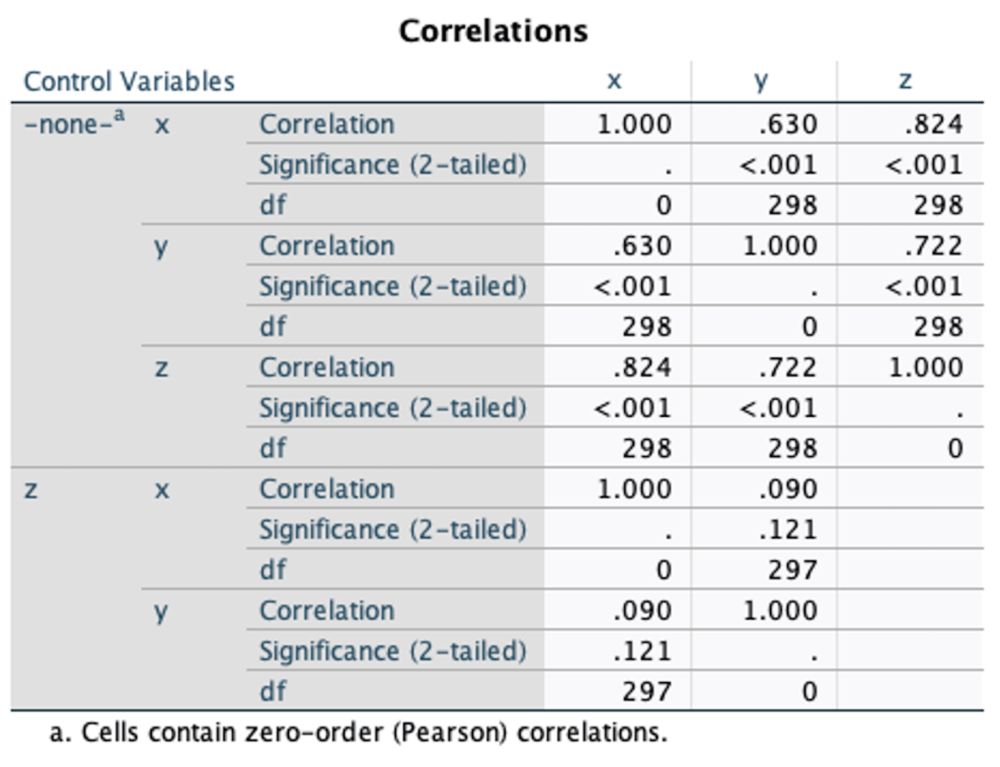 Correlations
Control Variables x y z
-none-a x Correlation 1.000 .630 .824
Significance (2-tailed) . <.001 <.001
df 0 298 298
y Correlation .630 1.000 .722
Significance (2-tailed) <.001 . <.001
df 298 0 298
z Correlation .824 .722 1.000
Significance (2-tailed) <.001 <.001 .
df 298 298 0
z x Correlation 1.000 .090
Significance (2-tailed) . .121
df 0 297
y Correlation .090 1.000
Significance (2-tailed) .121 .
df 297 0
a. Cells contain zero-order (Pearson) correlations.